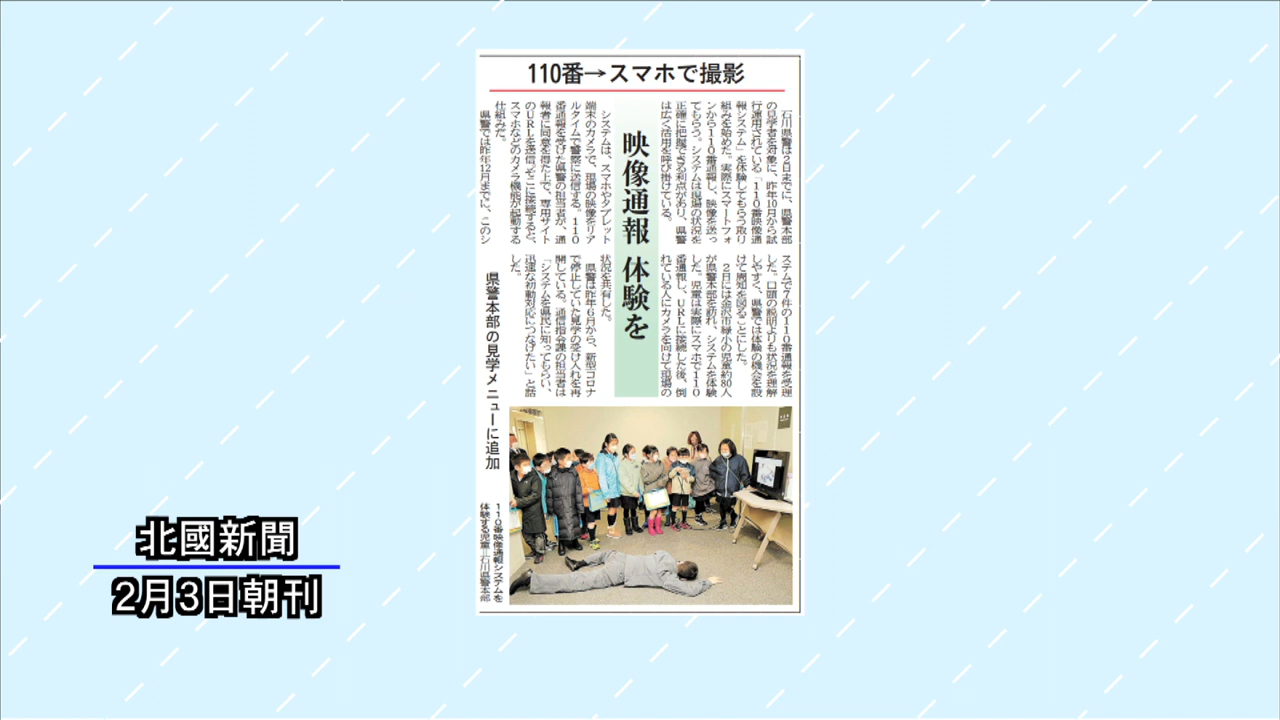 110番→スマホで撮影
映像通報 体験を
県警本部の見学メニューに追加
石川県警は2日までに、県警本部
の見学者を対象に、昨年10月から試
行運用されている「110番映像通
報システム」を体験してもらう取り
組みを始めた。実際にスマートフォ
ンから110番通報し、映像を送っ
てもらう。システムは現場の状況を
正確に把握できる利点があり、県警
は広く活用を呼び掛けている。
システムは、スマホやタブレット
端末のカメラで、現場の映像をリア
ルタイムで警察に送信する。110
番通報を受けた県警の担当者が、通
報者に同意を得た上で、専用サイト
のURLを送信。そこに接続すると、
スマホなどのカメラ機能が起動する
仕組みだ。
県警では昨年12月までに、このシ
ステムで7件の110番通報を受理
した。口頭の説明よりも状況を理解
しやすく、県警では体験の機会を設
けて周知を図ることにした。
2日には金沢市緑小の児童約80人
が県警本部を訪れ、システムを体験
した。児童は実際にスマホで110
番通報し、URLに接続した後、倒
れている人にカメラを向けて現場の
状況を共有した。
県警は昨年6月から、新型コロナ
で停止していた見学の受け入れを再
開している。通信指令課の担当者は
「システムを県民に知ってもらい、
迅速な初動対応につなげたい」と話
した。
110番映像通報システムを
体験する児童＝石川県警本部
北國新聞
2月3日朝刊